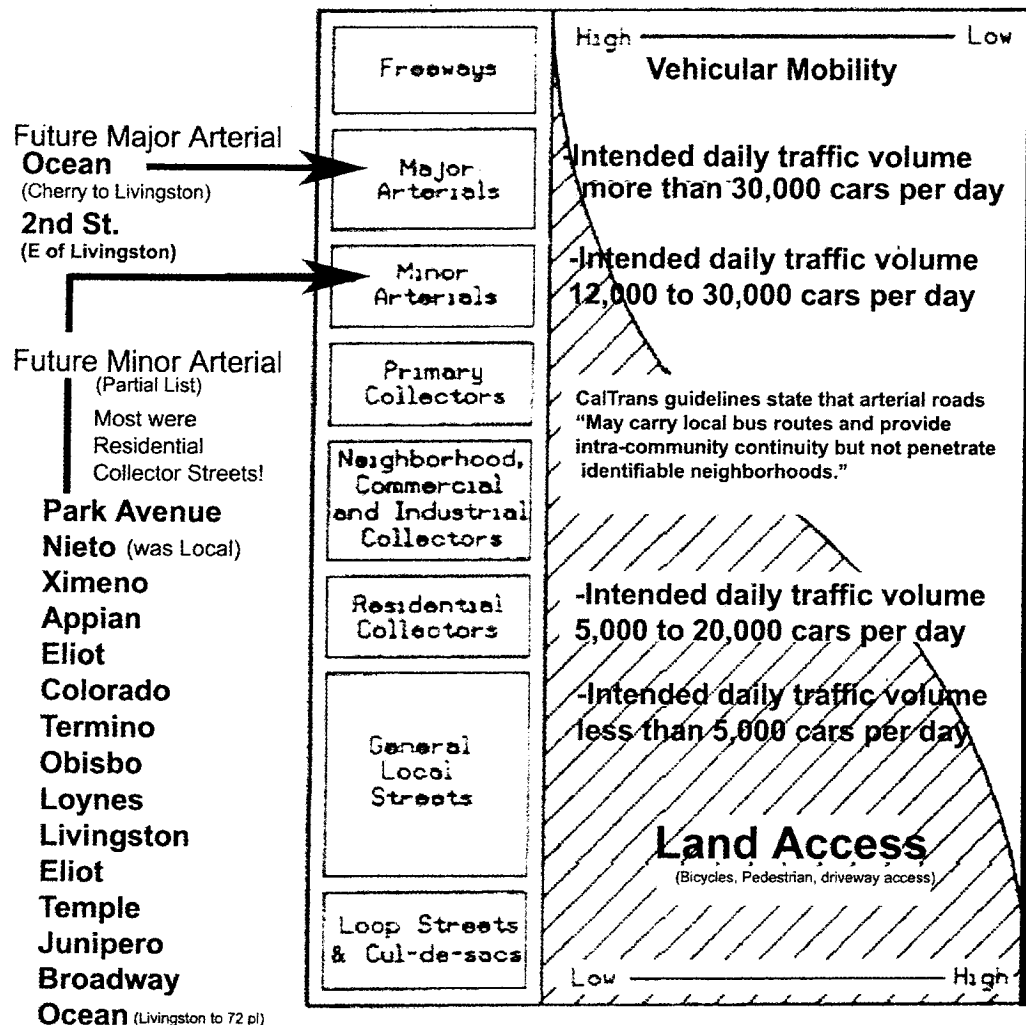 Future Major Arterial
Ocean
(Cherry to Livingston)
2nd St.
(E of Livingston)
Future Minor Arterial
(Partial List)
Most were
Residential
Collector Streets!
Park Avenue
Nieto (was Local)
Ximeno
Appian
Eliot
Colorado
Termino
Obisbo
Loynes
Livingston
Eliot
Temple
Junipero
Broadway
Ocean (Livingston to 72 pl)
Freeways
Major
Arterials
Minor
Arterials
Primary
Collectors
Neighborhood,
Commercial
and Industrial
Collectors
Residential
Collectors
General
Local
Streets
Loop Streets
& Cul-de-sacs
High Low
Vehicular Mobility
-Intended daily traffic volume
more than 30,000 cars per day
-Intended daily traffic volume
12,000 to 30,000 cars per day
CalTrans guidelines state that arterial roads
“May carry local bus routes and provide
intra-community continuity but not penetrate
identifiable neighborhoods.”
-Intended daily traffic volume
5,000 to 20,000 cars per day
-Intended daily traffic volume
less than 5,000 cars per day
Land Access
(Bicycles, Pedestrian, driveway access)
Low High